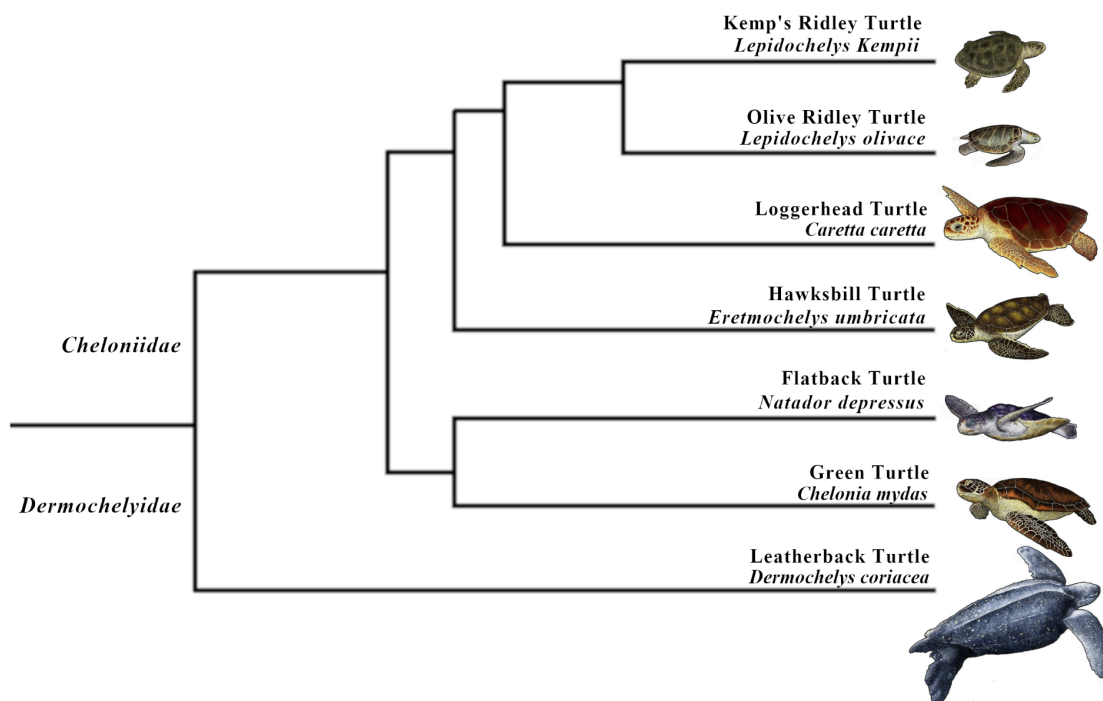 Kemp's Ridley Turtle
Lepidochelys Kempii
Olive Ridley Turtle
Lepidochelys olivace
Loggerhead Turtle
Caretta caretta
Hawksbill Turtle
Eretmochelys umbricata
Cheloniidae
Flatback Turtle
Natador depressus
Green Turtle
Chelonia mydas
Dermochelyidae
Leatherback Turtle
Dermochelys coriacea